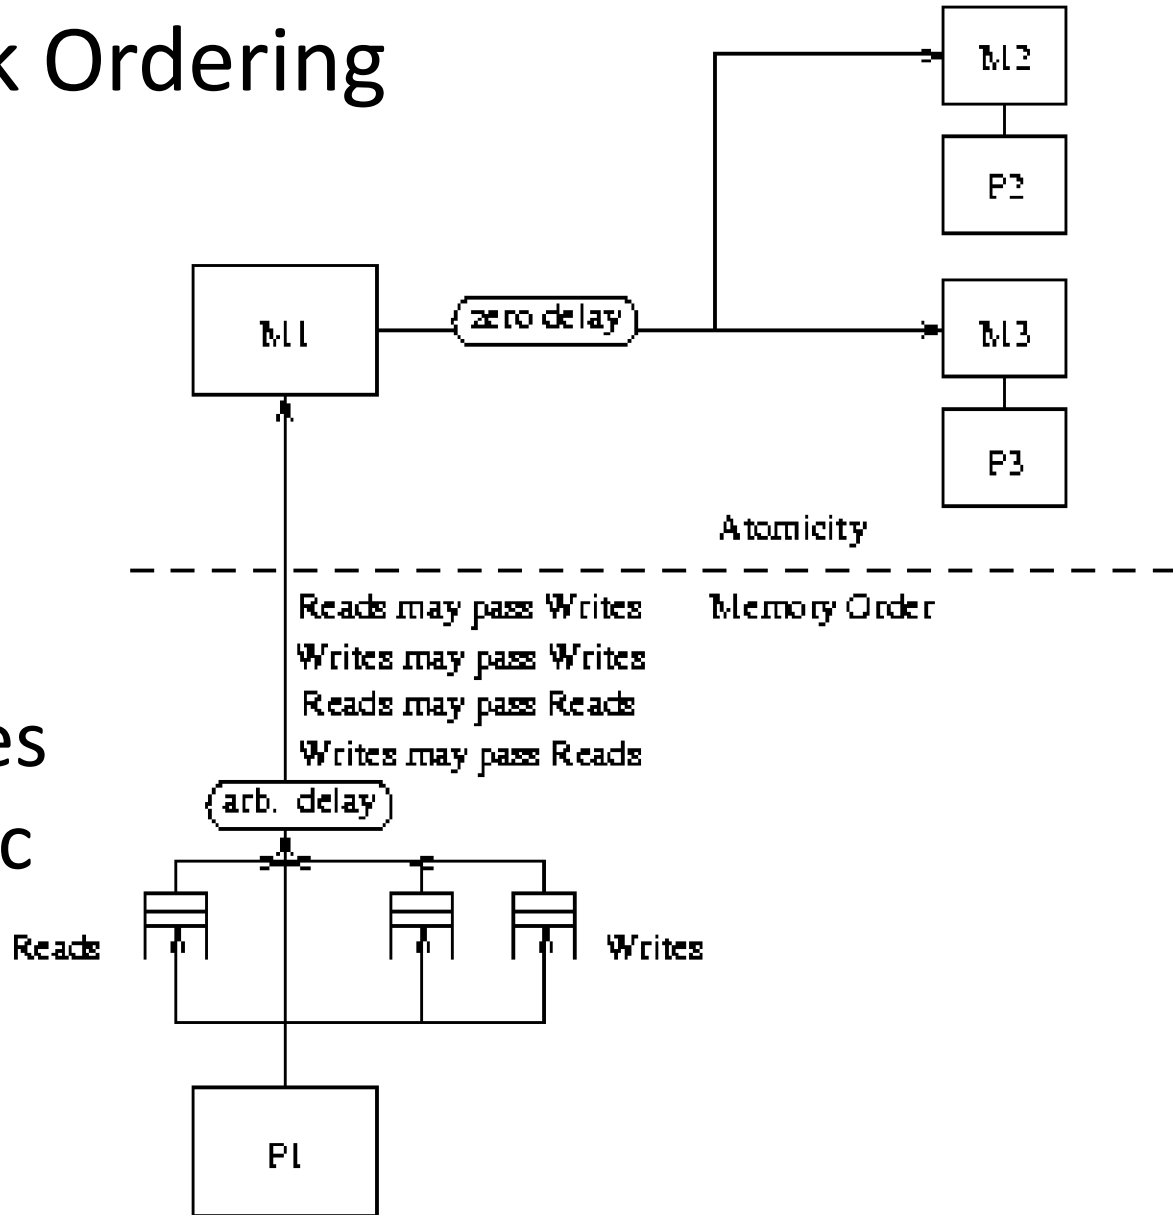 k Ordering
M2
P2
M1
zero delay
M3
P3
Atomicity
Reads may pass Writes
Memory Order
Writes may pass Writes
Reads may pass Reads
es
Writes may pass Reads
arb. delay
c
Reads
Writes
P1